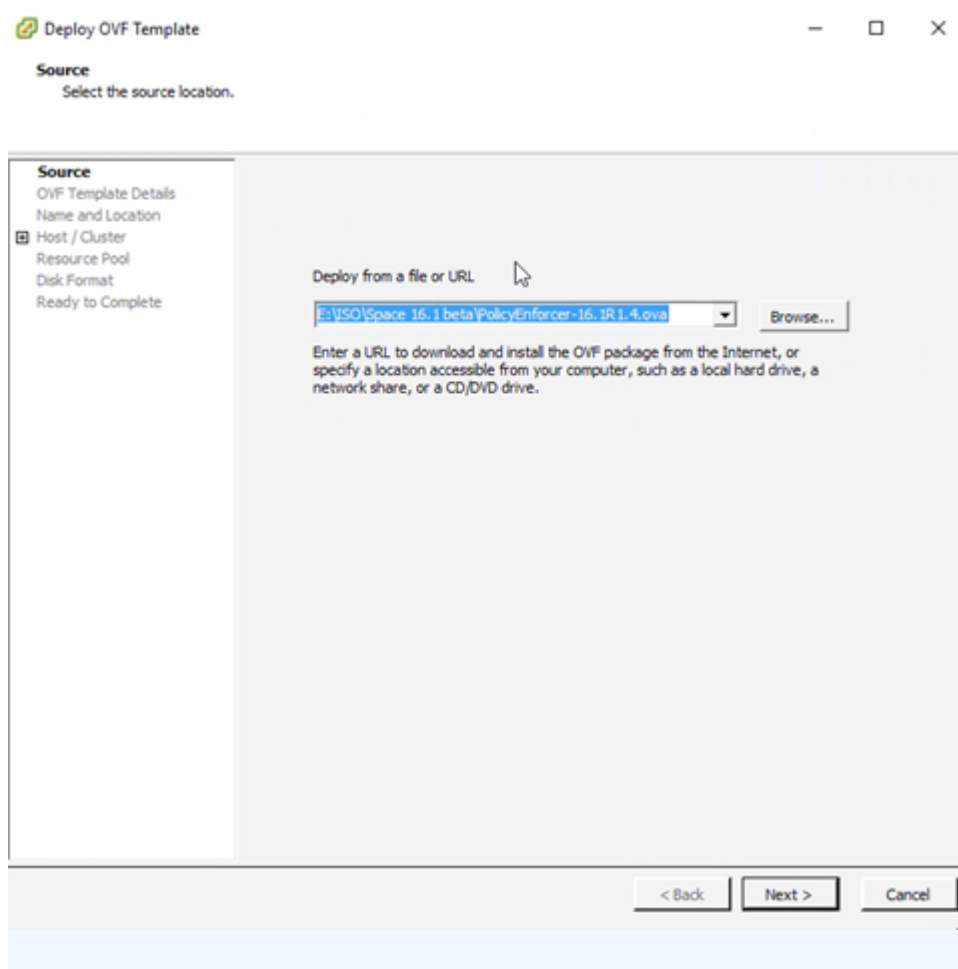 Deploy OVF Template
Source
Select the source location.
Source
OVF Template Details
Name and Location
Host / Cluster
Resource Pool
Disk Format
Ready to Complete
Deploy from a file or URL
E:\ISO\Space 16.1 beta\PolicyEnforcer-16.1R1.4.ova
Browse...
Enter a URL to download and install the OVF package from the Internet, or
specify a location accessible from your computer, such as a local hard drive, a
network share, or a CD/DVD drive.
< Back Next > Cancel